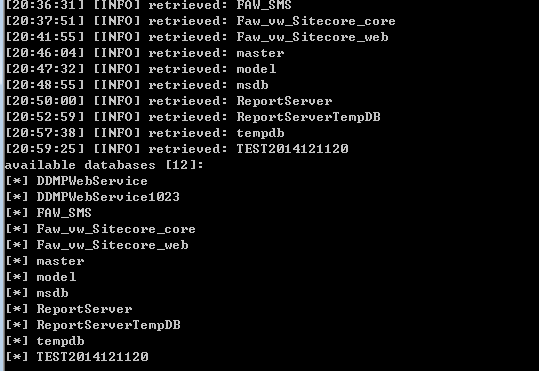 [20:36:31] [INFO] retrieved: FAW_SMS
[20:37:51] [INFO] retrieved: Faw_vw_Sitecore_core
[20:41:55] [INFO] retrieved: Faw_vw_Sitecore_web
[20:46:04] [INFO] retrieved: master
[20:47:32] [INFO] retrieved: model
[20:48:55] [INFO] retrieved: msdb
[20:50:00] [INFO] retrieved: ReportServer
[20:52:59] [INFO] retrieved: ReportServerTempDB
[20:57:38] [INFO] retrieved: tempdb
[20:59:25] [INFO] retrieved: TEST2014121120
available databases [12]:
[*] DDMPWebService
[*] DDMPWebService1023
[*] FAW_SMS
[*] Faw_vw_Sitecore_core
[*] Faw_vw_Sitecore_web
[*] master
[*] model
[*] msdb
[*] ReportServer
[*] ReportServerTempDB
[*] tempdb
[*] TEST2014121120